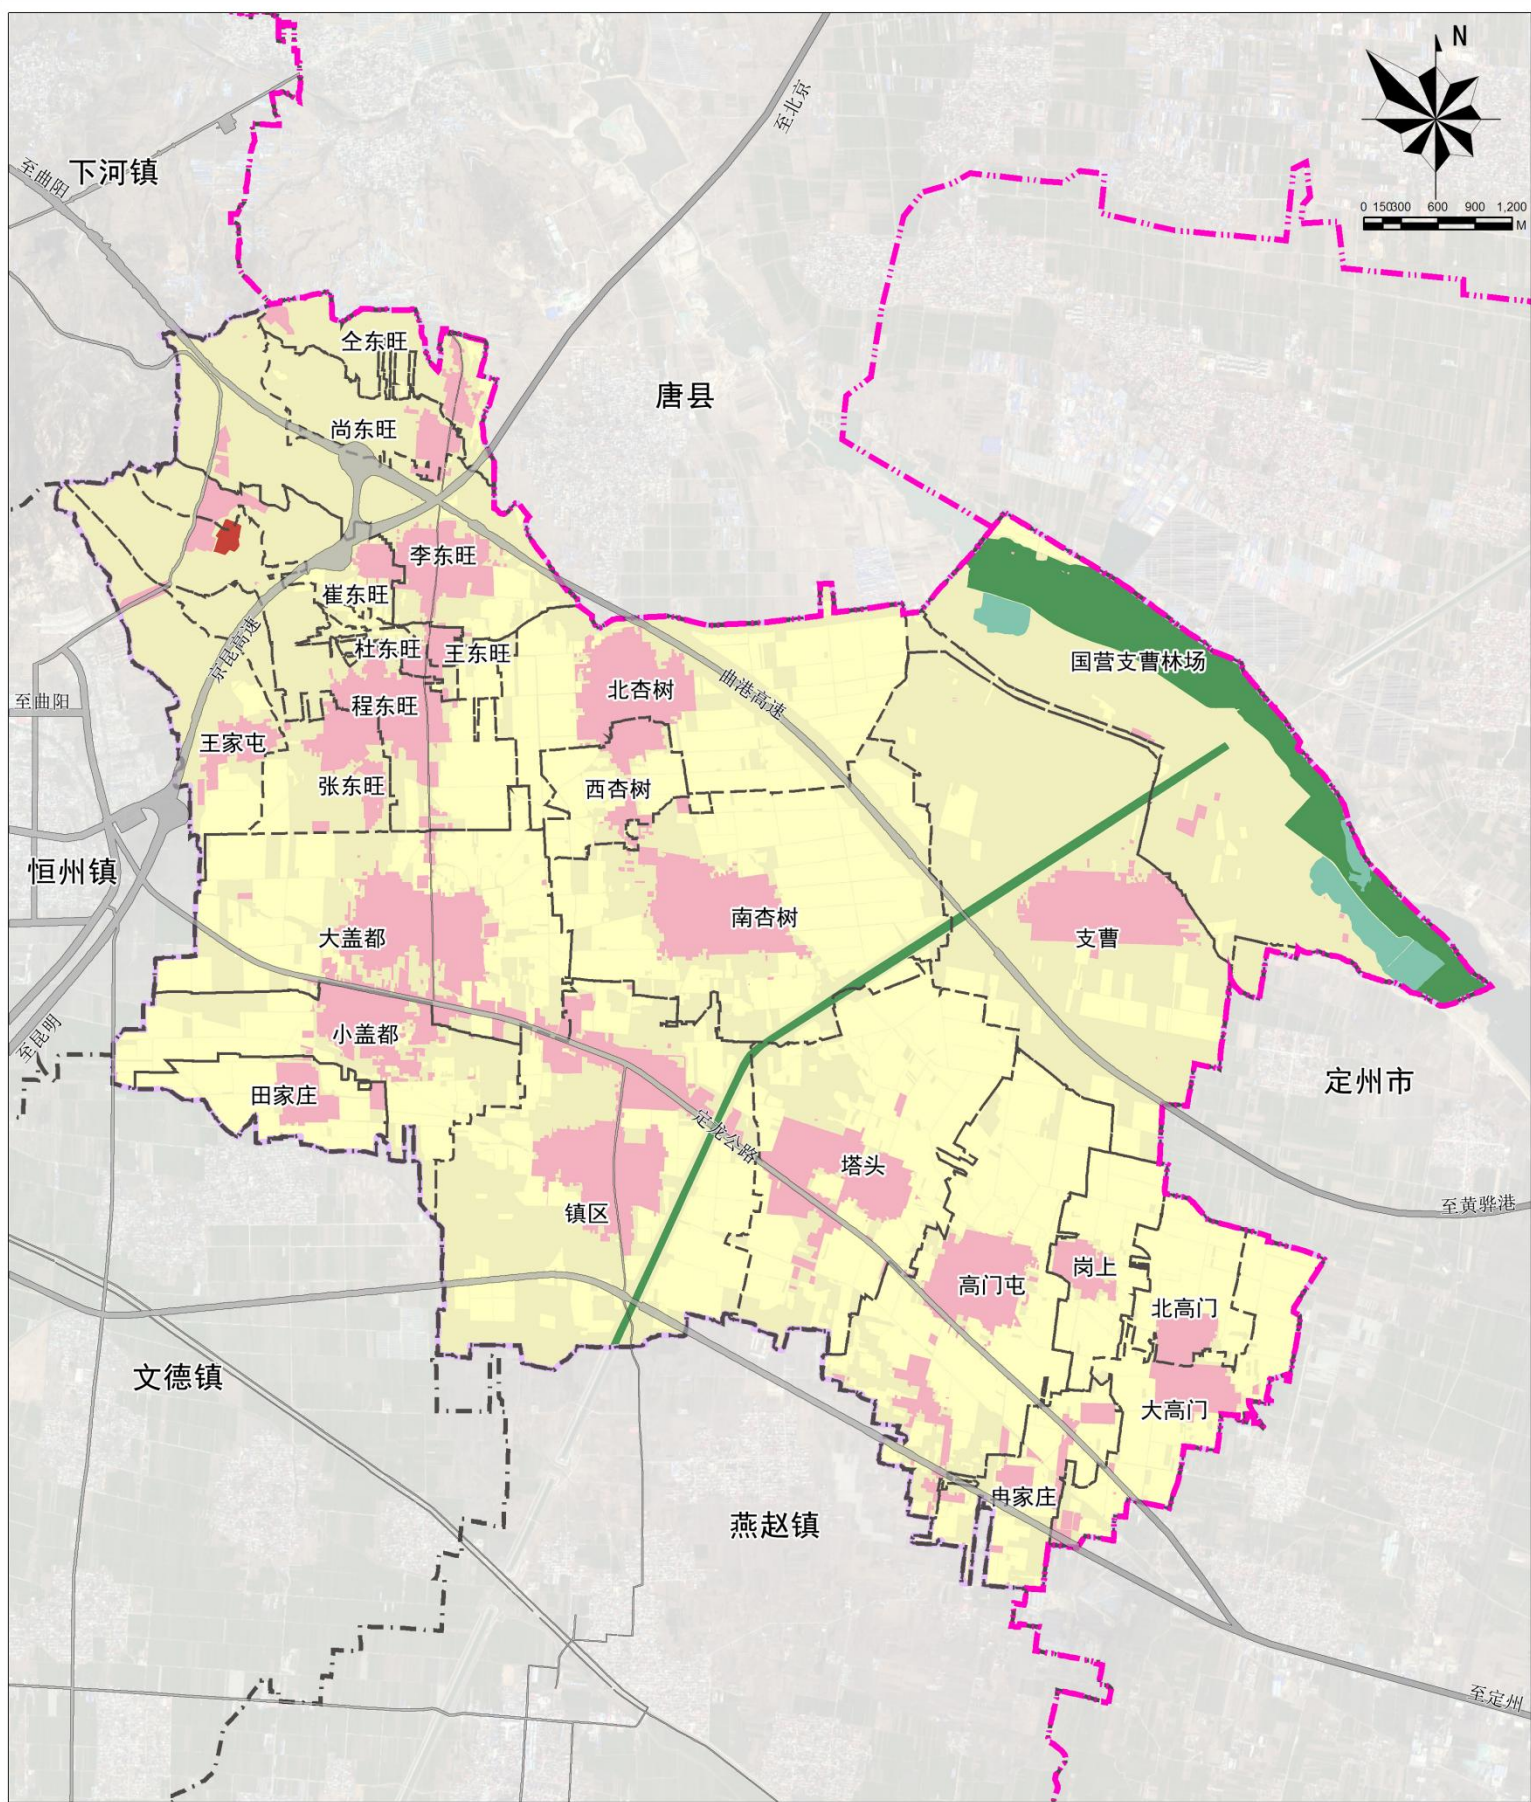 N
0 150300 600 900 1,200
M
至北京
至曲阳
下河镇
仝东旺
唐县
尚东旺
李东旺
崔东旺
京昆高速
杜东旺
王东旺
国营支曹林场
至曲阳
北杏树
曲港高速
程东旺
王家屯
张东旺
西杏树
恒州镇
南杏树
大盖都
支曹
小盖都
至昆明
田家庄
定州市
定龙公路
塔头
至黄骅港
镇区
岗上
高门屯
北高门
文德镇
大高门
冉家庄
燕赵镇
至定州